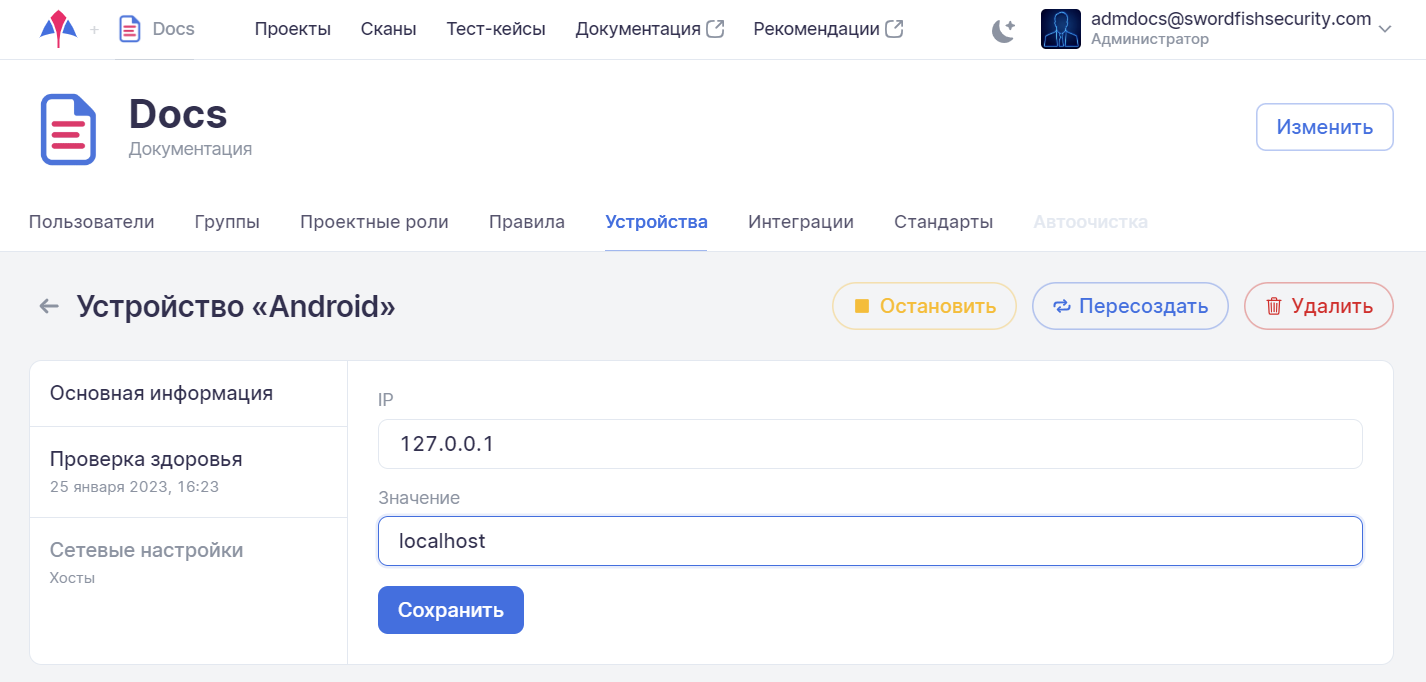 Docs Проекты Сканы Тест-кейсы Документация Рекомендации admdocs@swordfishsecurity.com
Администратор
Docs
Документация
Изменить
Пользователи Группы Проектные роли Правила Устройства Интеграции Стандарты Автоочистка
Устройство «Android» Остановить Пересоздать Удалить
Основная информация
Проверка здоровья
25 января 2023, 16:23
Сетевые настройки
Хосты
IP
127.0.0.1
Значение
localhost
Сохранить